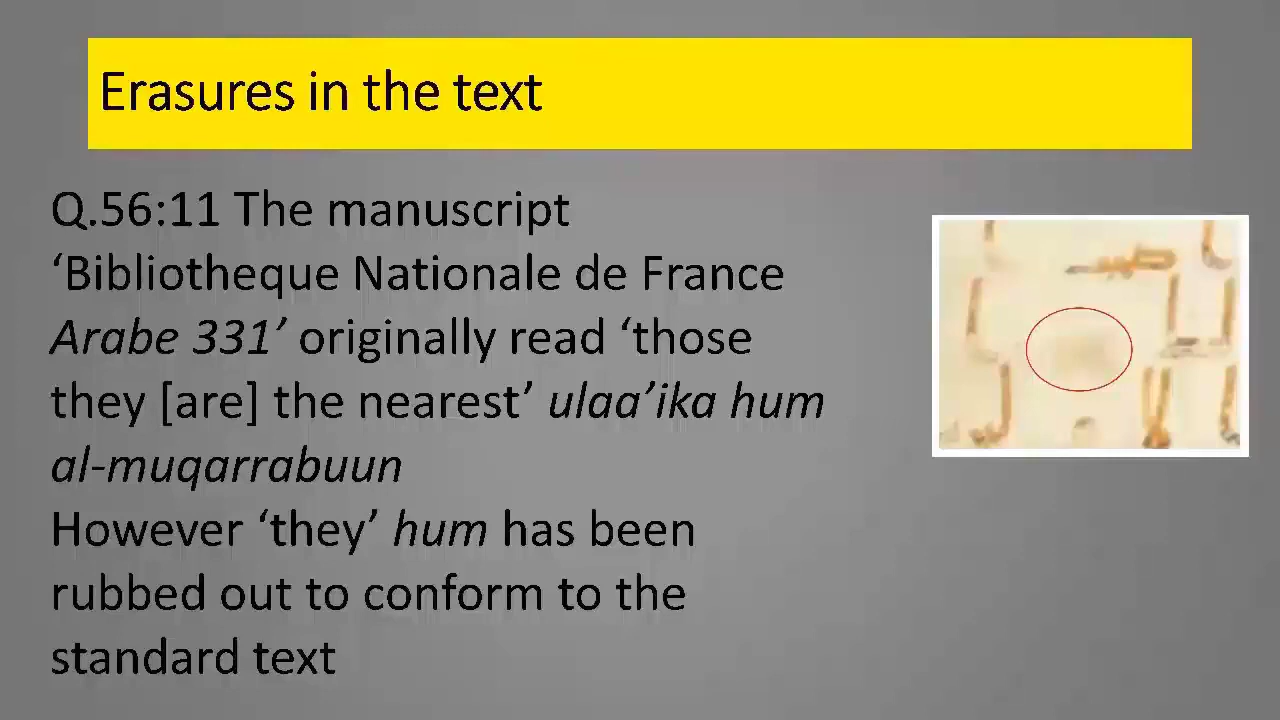 Erasures in the text
Q.56:11 The manuscript
‘Bibliotheque Nationale de France
Arabe 331’ originally read ‘those
they [are] the nearest’ ulaa’ika hum
al-muqarrabuun
However ‘they’ hum has been
rubbed out to conform to the
standard text